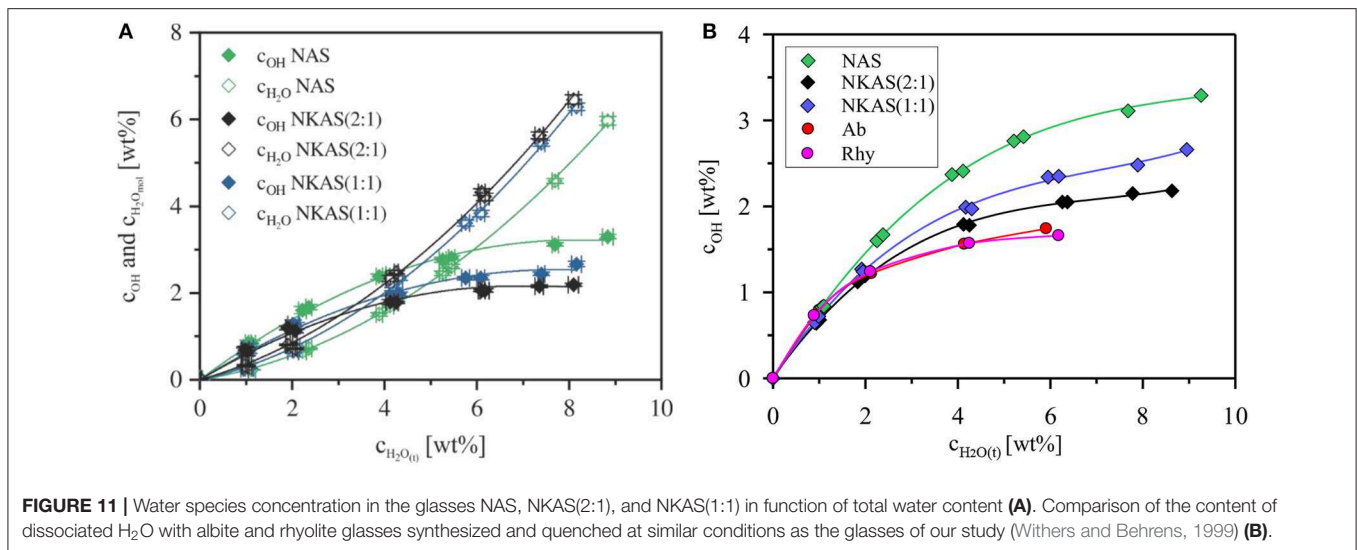 A
8
6
4
2
0
c_OH and c_H₂Omol [wt%]
c_OH NAS
c_H₂O NAS
c_OH NKAS(2:1)
c_H₂O NKAS(2:1)
c_OH NKAS(1:1)
c_H₂O NKAS(1:1)
0 2 4 6 8 10
c_H₂O(t) [wt%]
B
4
3
2
1
0
c_OH [wt%]
NAS
NKAS(2:1)
NKAS(1:1)
Ab
Rhy
0 2 4 6 8 10
c_H2O(t) [wt%]
FIGURE 11 | Water species concentration in the glasses NAS, NKAS(2:1), and NKAS(1:1) in function of total water content (A). Comparison of the content of
dissociated H₂O with albite and rhyolite glasses synthesized and quenched at similar conditions as the glasses of our study (Withers and Behrens, 1999) (B).